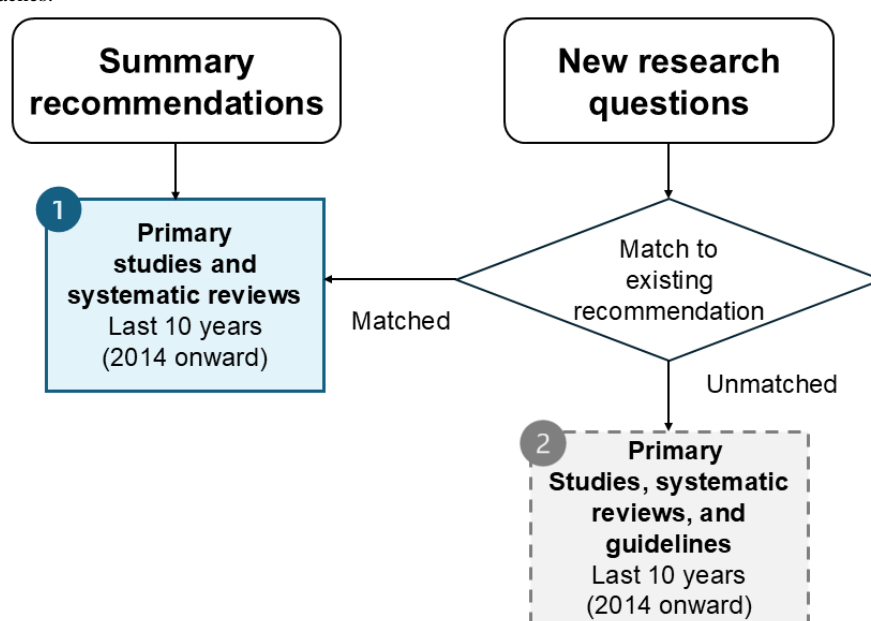 Summary
recommendations
New research
questions
1
Primary
studies and
systematic reviews
Last 10 years
(2014 onward)
Match to
existing
recommendation
Matched
Unmatched
2
Primary
Studies, systematic
reviews, and
guidelines
Last 10 years
(2014 onward)